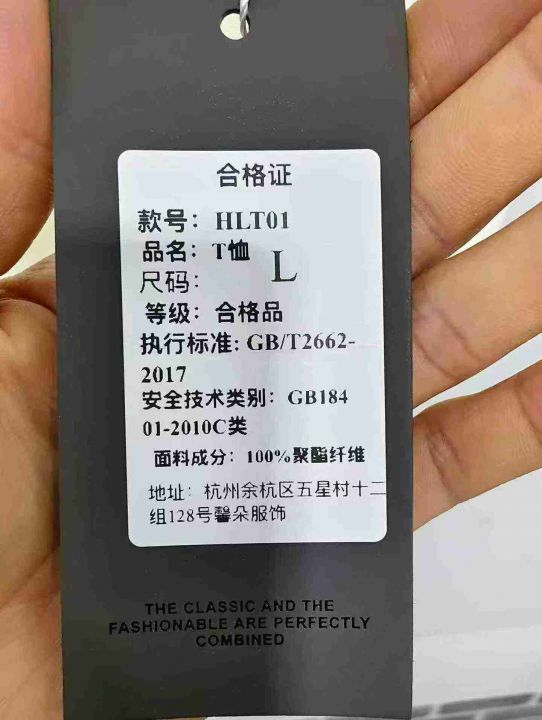 合格证
款号：HLT01
品名：T恤
尺码：L
等级：合格品
执行标准：GB/T2662-
2017
安全技术类别：GB184
01-2010C类
面料成分：100%聚酯纤维
地址：杭州余杭区五星村十二
组128号馨朵服饰
THE CLASSIC AND THE
FASHIONABLE ARE PERFECTLY
COMBINED